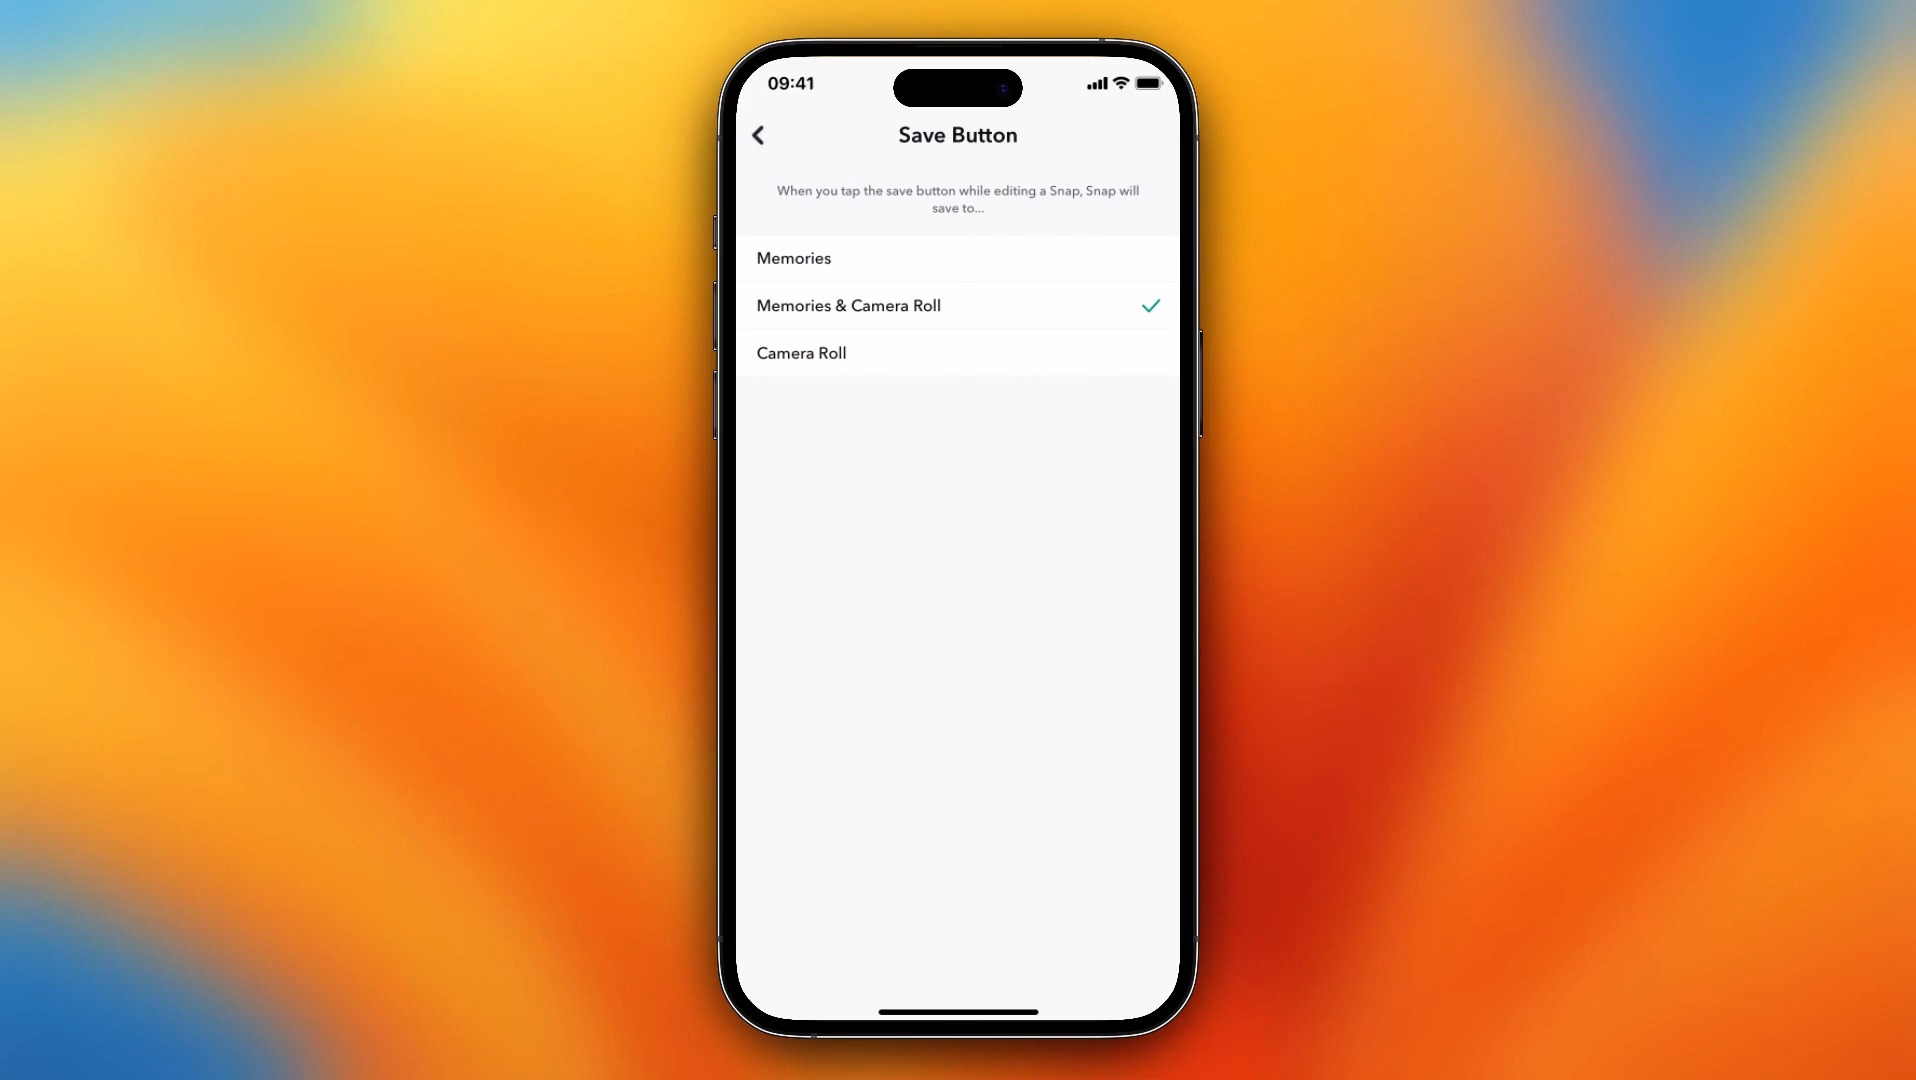 09:41
Save Button
When you tap the save button while editing a Snap, Snap will
save to...
Memories
Memories & Camera Roll
Camera Roll